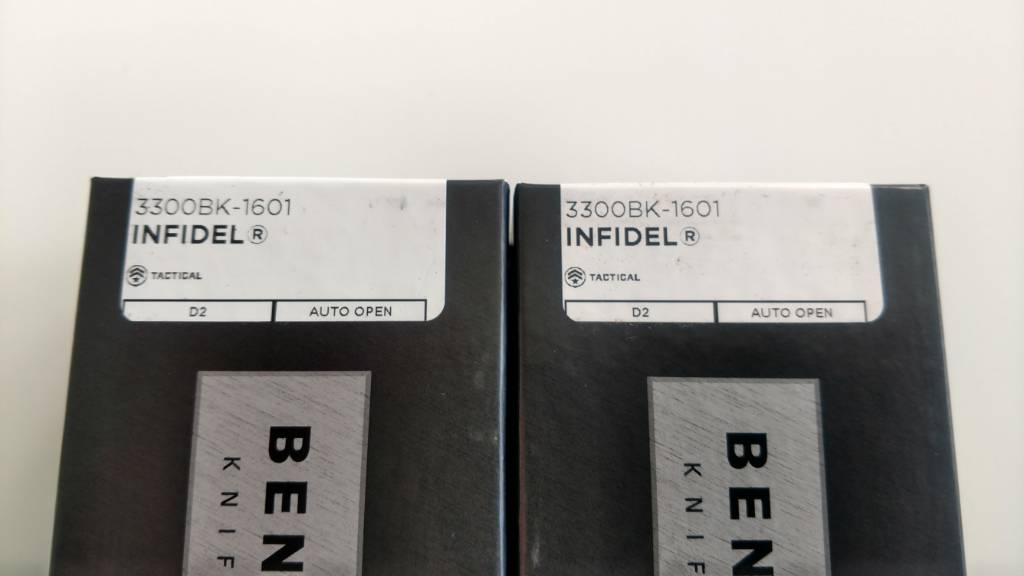 3300BK-1601
INFIDEL®
TACTICAL
D2
AUTO OPEN
BEN
KNIF
3300BK-1601
INFIDEL®
TACTICAL
D2
AUTO OPEN
BEN
KNIF